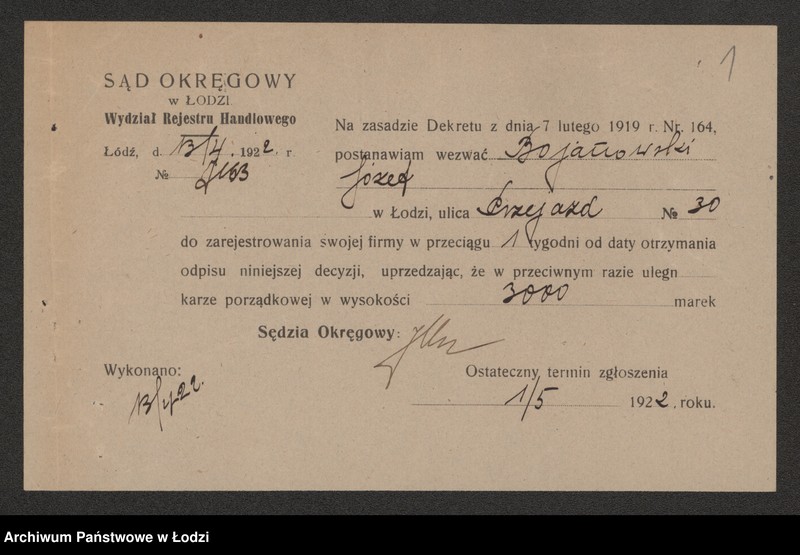 1
SĄD OKRĘGOWY
w ŁODZI.
Wydział Rejestru Handlowego
Łódź, d. 13/4. 1922. r.
Na zasadzie Dekretu z dnia 7 lutego 1919 r. Nr. 164,
postanawiam wezwać Bojanowski
Józef
w Łodzi, ulica Przejazd № 30
do zarejestrowania swojej firmy w przeciągu 1 tygodni od daty otrzymania
odpisu niniejszej decyzji, uprzedzając, że w przeciwnym razie ulegn
karze porządkowej w wysokości 3000 marek
Sędzia Okręgowy:
Wykonano:
13/4 22.
Ostateczny termin zgłoszenia
1/5 1922. roku.
Archiwum Państwowe w Łodzi